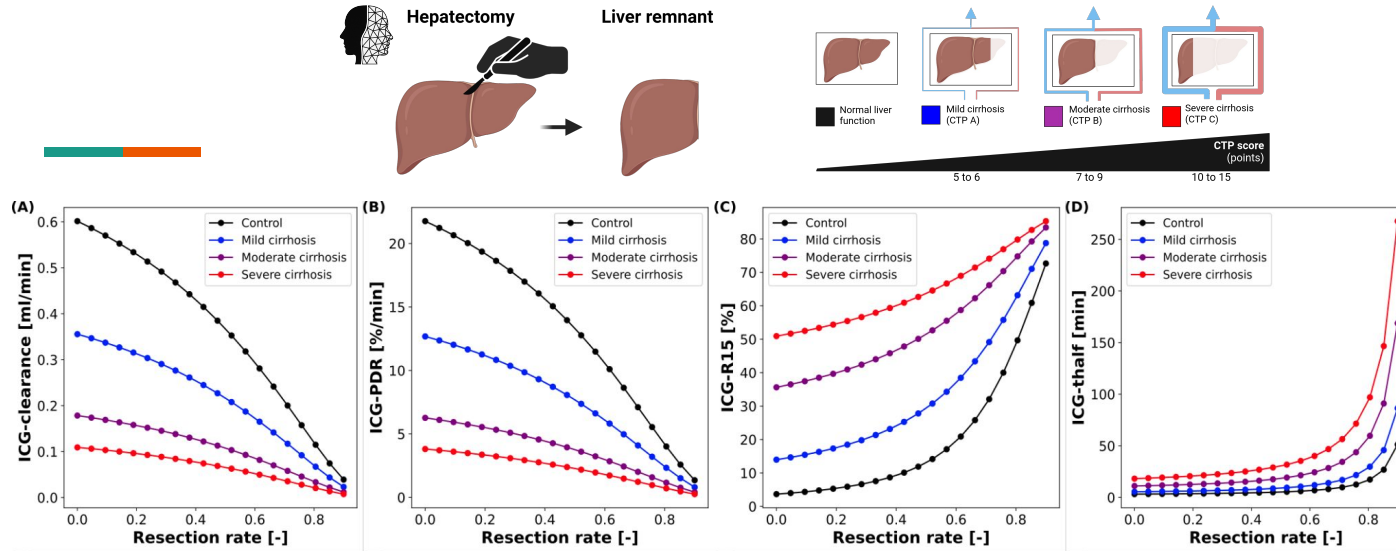 Hepatectomy
Liver remnant
Normal liver
function
Mild cirrhosis
(CTP A)
Moderate cirrhosis
(CTP B)
Severe cirrhosis
(CTP C)
CTP score
(points)
5 to 6
7 to 9
10 to 15
(A)
ICG-clearance [ml/min]
0.6
0.5
0.4
0.3
0.2
0.1
0.0
Control
Mild cirrhosis
Moderate cirrhosis
Severe cirrhosis
0.0 0.2 0.4 0.6 0.8
Resection rate [-]
(B)
ICG-PDR [%/min]
20
15
10
5
0
Control
Mild cirrhosis
Moderate cirrhosis
Severe cirrhosis
0.0 0.2 0.4 0.6 0.8
Resection rate [-]
(C)
ICG-R15 [%]
80
70
60
50
40
30
20
10
0
Control
Mild cirrhosis
Moderate cirrhosis
Severe cirrhosis
0.0 0.2 0.4 0.6 0.8
Resection rate [-]
(D)
ICG-thalf [min]
250
200
150
100
50
0
Control
Mild cirrhosis
Moderate cirrhosis
Severe cirrhosis
0.0 0.2 0.4 0.6 0.8
Resection rate [-]